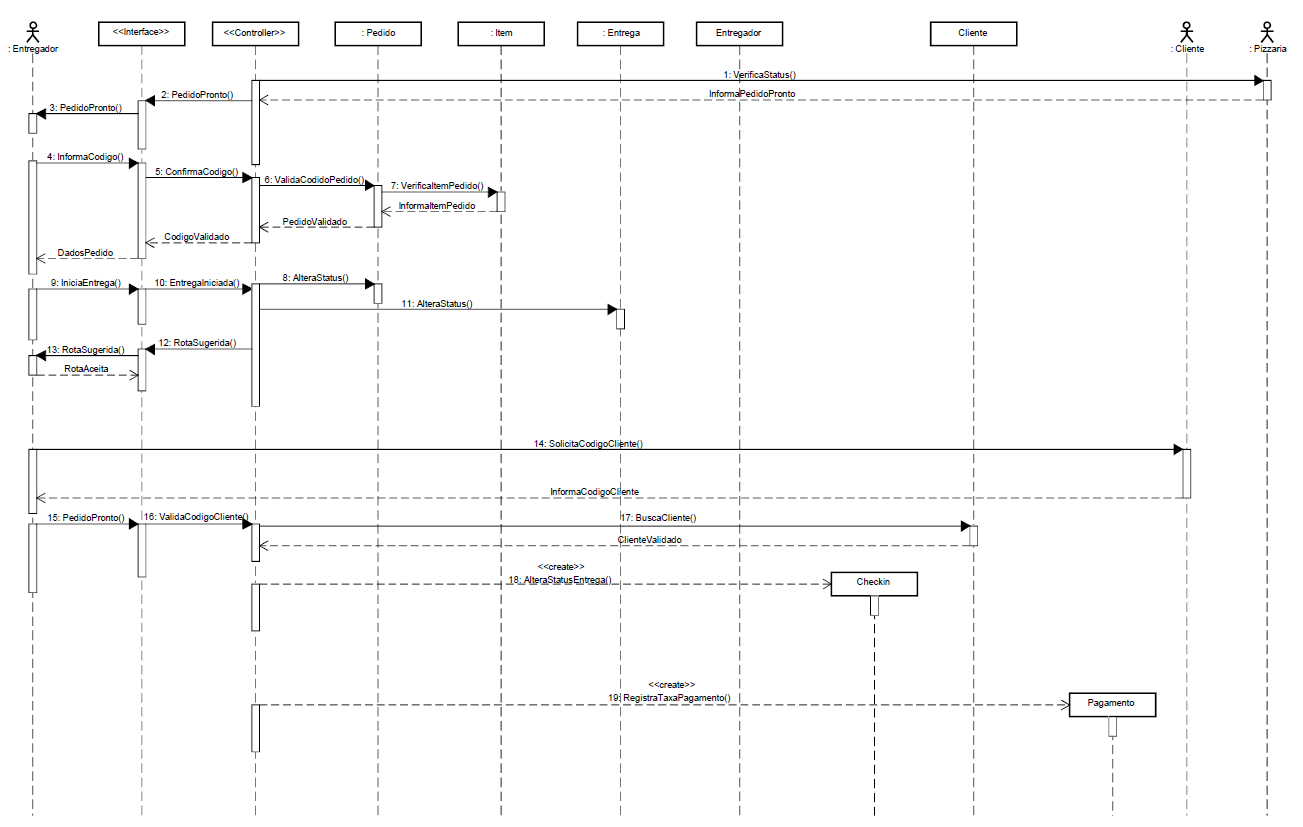 : Entregador
<<Interface>>
<<Controller>>
: Pedido
: Item
: Entrega
Entregador
Cliente
: Cliente
: Pizzaria
1: VerificaStatus()
InformaPedidoPronto
2: PedidoPronto()
3: PedidoPronto()
4: InformaCodigo()
5: ConfirmaCodigo()
6: ValidaCodidoPedido()
7: VerificaItemPedido()
InformaItemPedido
PedidoValidado
CodigoValidado
DadosPedido
9: IniciaEntrega()
10: EntregaIniciada()
8: AlteraStatus()
11: AlteraStatus()
12: RotaSugerida()
13: RotaSugerida()
RotaAceita
14: SolicitaCodigoCliente()
InformaCodigoCliente
15: PedidoPronto()
16: ValidaCodigoCliente()
17: BuscaCliente()
ClienteValidado
<<create>>
18: AlteraStatusEntrega()
Checkin
<<create>>
19: RegistraTaxaPagamento()
Pagamento